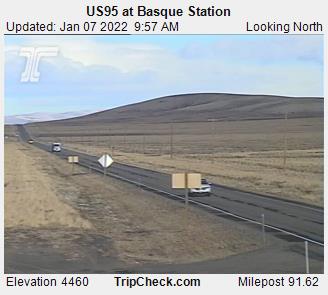 US95 at Basque Station
Updated: Jan 07 2022 9:57 AM Looking North
Elevation 4460 TripCheck.com Milepost 91.62